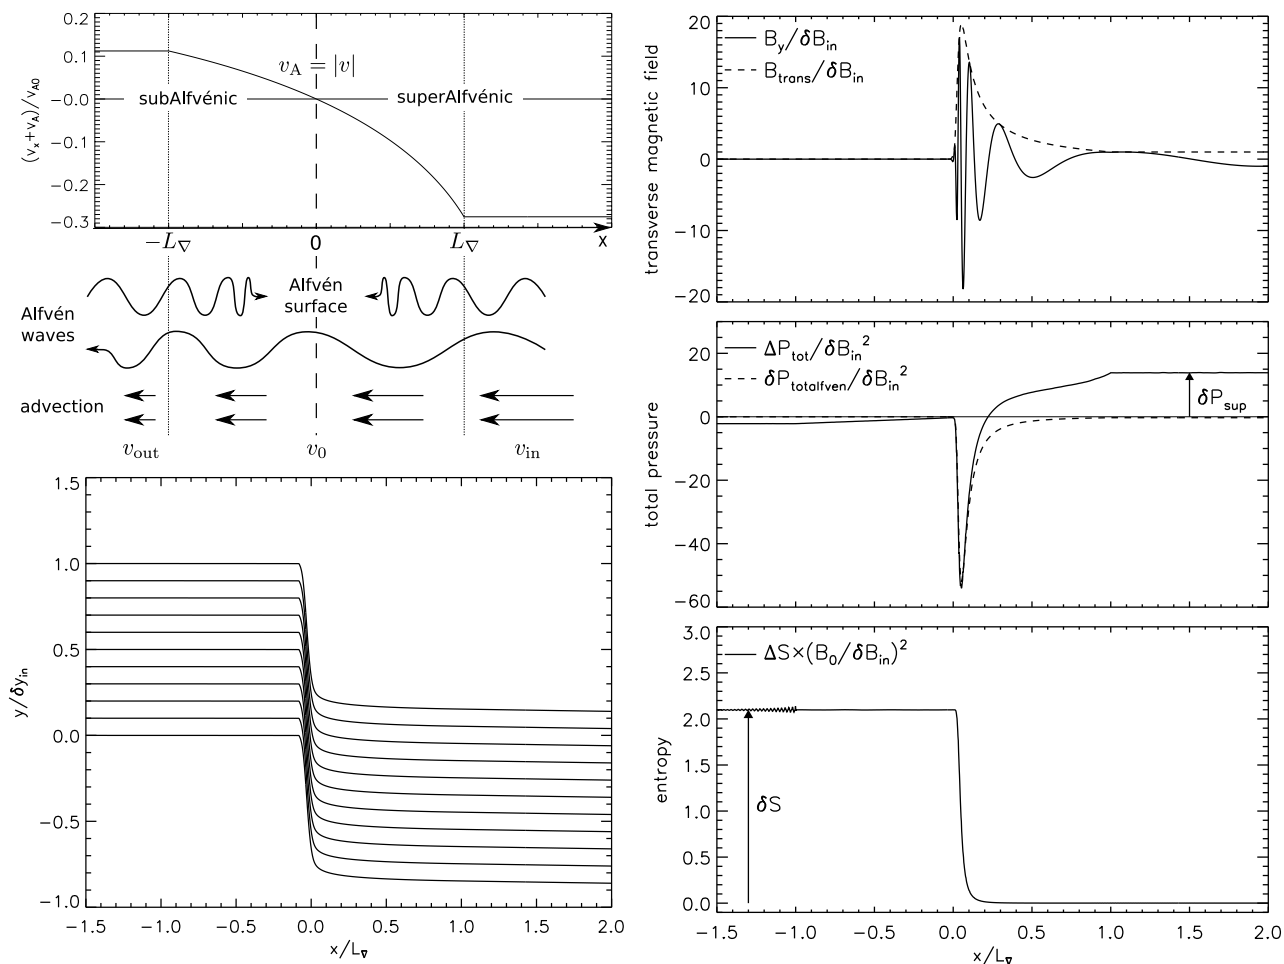 0.2
0.1
-0.0
-0.1
-0.2
-0.3
(vₓ+v_A)/v_A0
v_A = |v|
subAlfvénic
superAlfvénic
−L_∇
0
L_∇
x
Alfvén
waves
Alfvén
surface
advection
v_out
v_0
v_in
1.5
1.0
0.5
0.0
-0.5
-1.0
y/δy_in
-1.5
-1.0
-0.5
0.0
0.5
1.0
1.5
2.0
x/L_∇
20
10
0
-10
-20
transverse magnetic field
B_y/δB_in
B_trans/δB_in
20
0
-20
-40
-60
total pressure
ΔP_tot/δB_in²
δP_totalfven/δB_in²
δP_sup
3.0
2.5
2.0
1.5
1.0
0.5
0.0
entropy
ΔS×(B_0/δB_in)²
δS
-1.5
-1.0
-0.5
0.0
0.5
1.0
1.5
2.0
x/L_∇